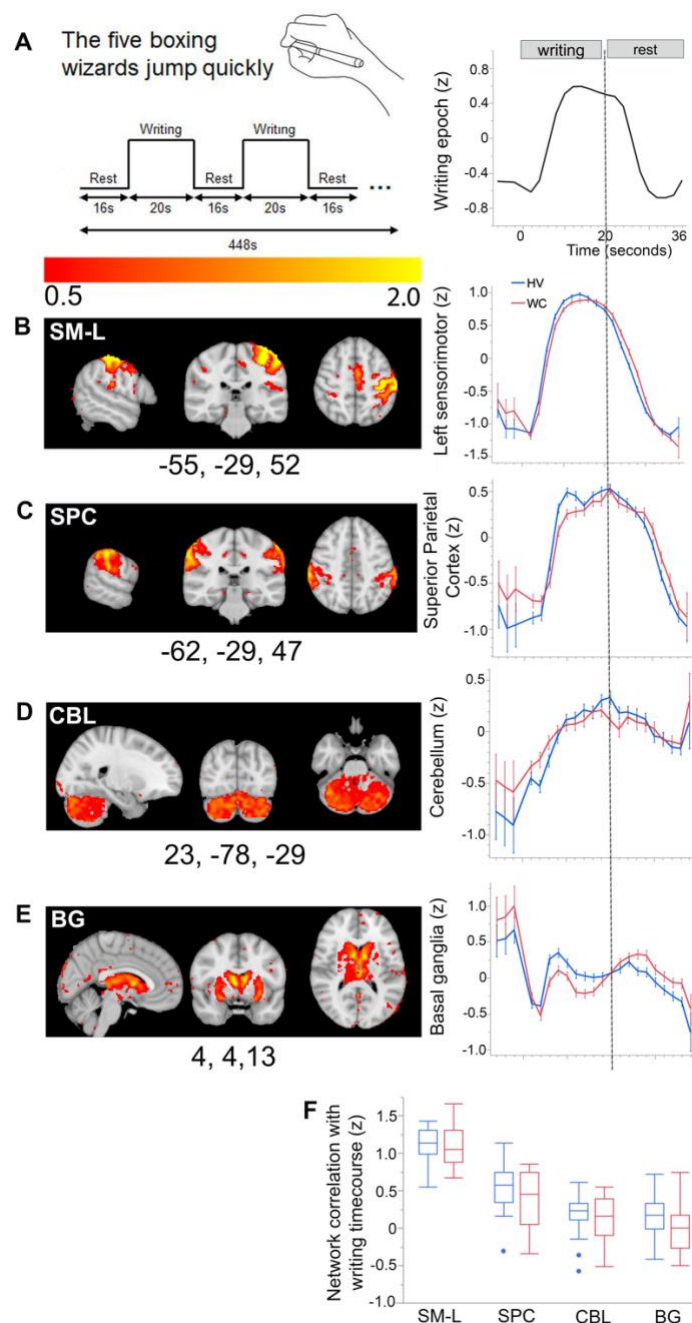 A
The five boxing
wizards jump quickly
Writing
Writing
Rest
Rest
Rest
...
16s
20s
16s
20s
16s
448s
0.5
2.0
writing
rest
Writing epoch (z)
0.8
0.4
0
-0.4
-0.8
0
20
36
Time (seconds)
B
SM-L
-55, -29, 52
HV
WC
Left sensorimotor (z)
1.0
0.5
0
-0.5
-1.0
-1.5
C
SPC
-62, -29, 47
Superior Parietal
Cortex (z)
0.5
0
-0.5
-1.0
D
CBL
23, -78, -29
Cerebellum (z)
0.5
0
-0.5
-1.0
E
BG
4, 4,13
Basal ganglia (z)
1.0
0.5
0
-0.5
-1.0
F
Network correlation with
writing timecourse (z)
1.5
1.0
0.5
0
-0.5
-1.0
SM-L
SPC
CBL
BG